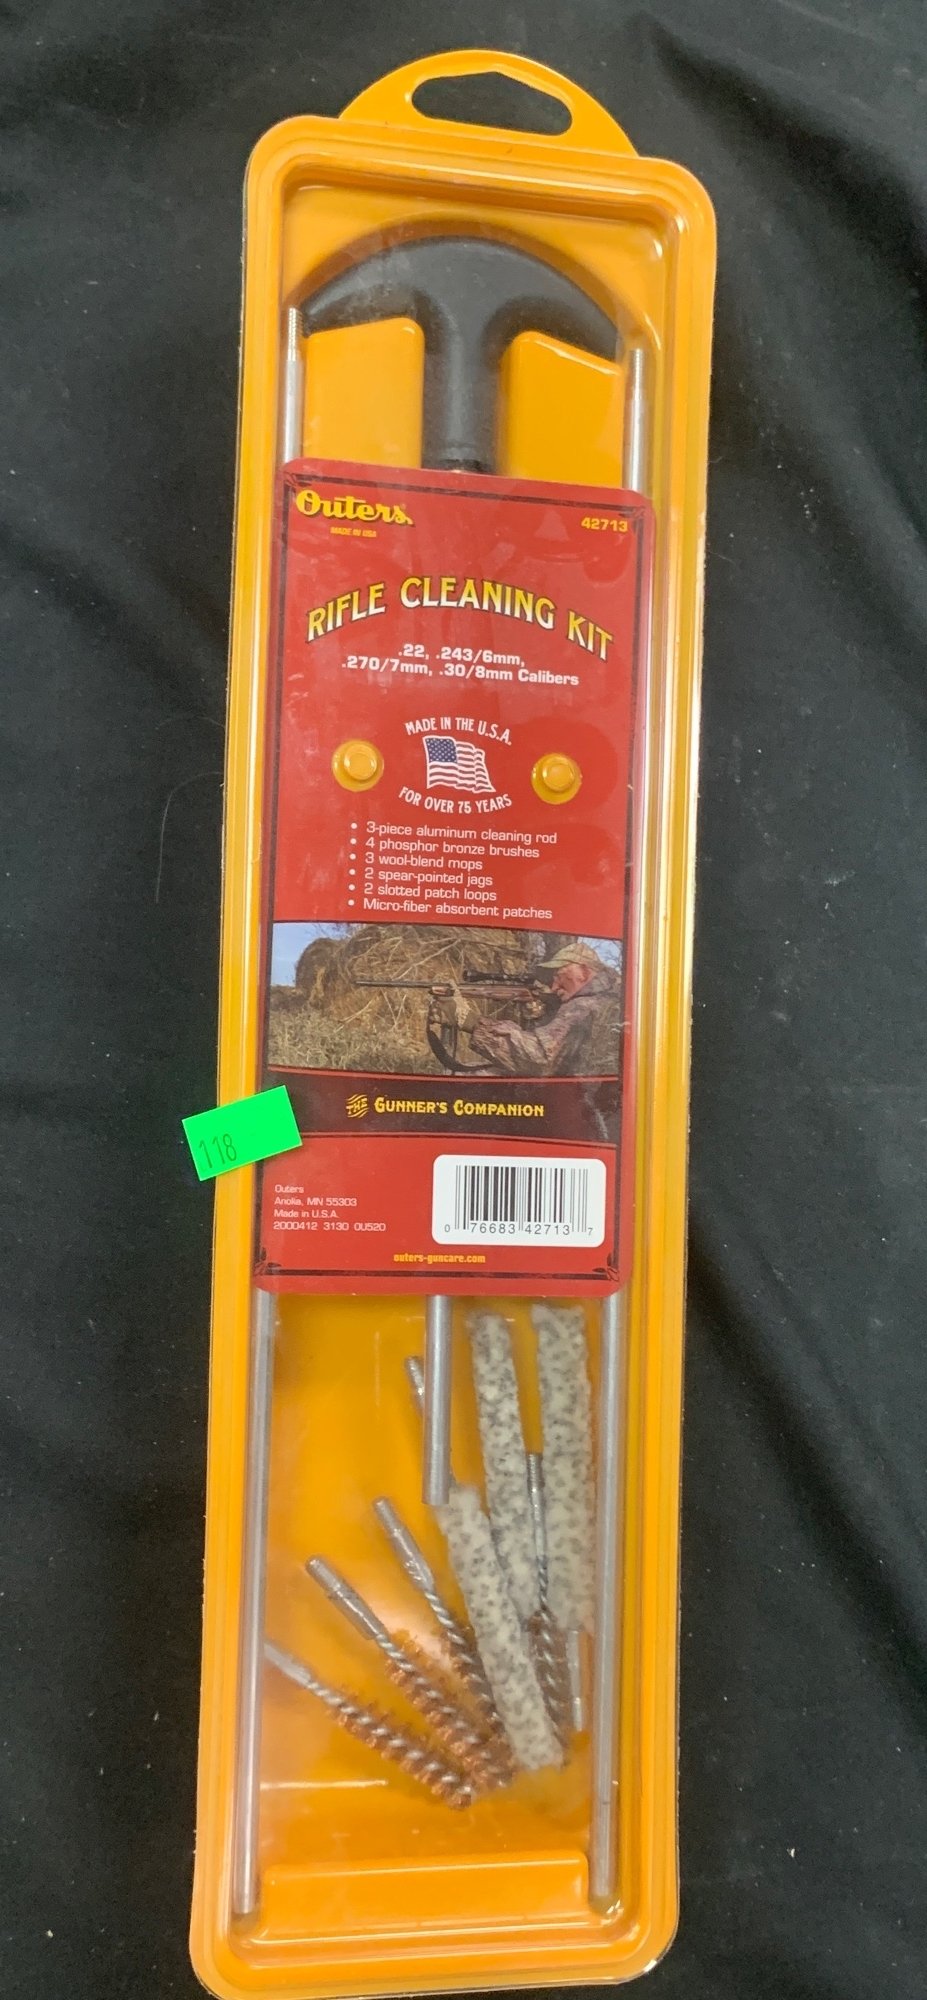 Outers®
MADE IN USA
42713
RIFLE CLEANING KIT
.22, .243/6mm,
.270/7mm, .30/8mm Calibers
MADE IN THE U.S.A.
FOR OVER 75 YEARS
• 3-piece aluminum cleaning rod
• 4 phosphor bronze brushes
• 3 wool-blend mops
• 2 spear-pointed jags
• 2 slotted patch loops
• Micro-fiber absorbent patches
THE GUNNER'S COMPANION
118
Outers
Anoka, MN 55303
Made in U.S.A.
2000412 3130 0U520
0 76683 42713 7
outers-guncare.com